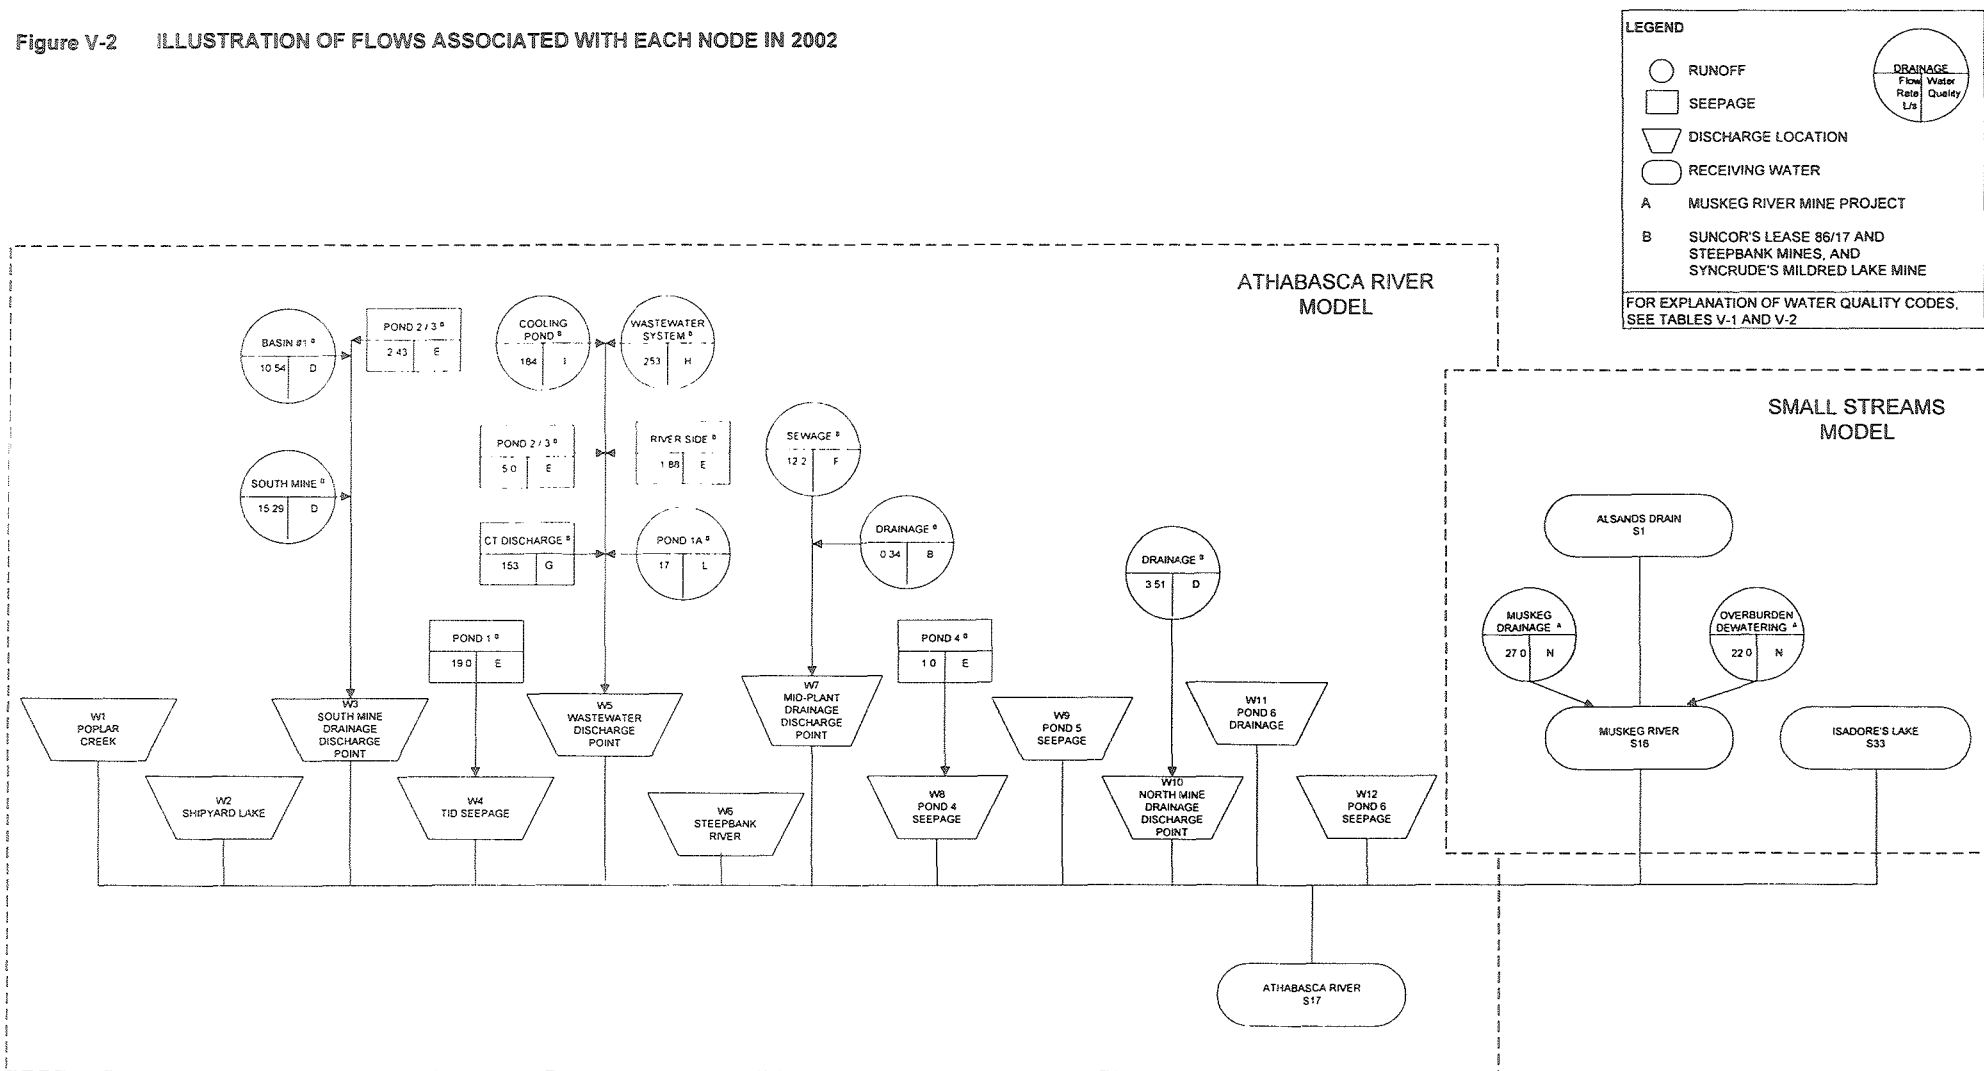 Figure V-2 ILLUSTRATION OF FLOWS ASSOCIATED WITH EACH NODE IN 2002
LEGEND
RUNOFF
SEEPAGE
DISCHARGE LOCATION
RECEIVING WATER
A MUSKEG RIVER MINE PROJECT
B SUNCOR'S LEASE 86/17 AND
STEEPBANK MINES, AND
SYNCRUDE'S MILDRED LAKE MINE
FOR EXPLANATION OF WATER QUALITY CODES,
SEE TABLES V-1 AND V-2
DRAINAGE
Flow Water
Rate Quality
L/s
ATHABASCA RIVER
MODEL
SMALL STREAMS
MODEL
BASIN #1 B
10 54 D
POND 2 / 3 B
2 43 E
SOUTH MINE B
15 29 D
COOLING
POND B
184 I
WASTEWATER
SYSTEM B
253 H
POND 2 / 3 B
5 0 E
RIVER SIDE B
1 88 E
CT DISCHARGE B
153 G
POND 1A B
17 L
SEWAGE B
12 2 F
DRAINAGE B
0 34 B
POND 1 B
19 0 E
POND 4 B
1 0 E
DRAINAGE B
3 51 D
ALSANDS DRAIN
S1
MUSKEG
DRAINAGE A
27 0 N
OVERBURDEN
DEWATERING A
22 0 N
W1
POPLAR
CREEK
W2
SHIPYARD LAKE
W3
SOUTH MINE
DRAINAGE
DISCHARGE
POINT
W4
TID SEEPAGE
W5
WASTEWATER
DISCHARGE
POINT
W6
STEEPBANK
RIVER
W7
MID-PLANT
DRAINAGE
DISCHARGE
POINT
W8
POND 4
SEEPAGE
W9
POND 5
SEEPAGE
W10
NORTH MINE
DRAINAGE
DISCHARGE
POINT
W11
POND 6
DRAINAGE
W12
POND 6
SEEPAGE
MUSKEG RIVER
S16
ISADORE'S LAKE
S33
ATHABASCA RIVER
S17